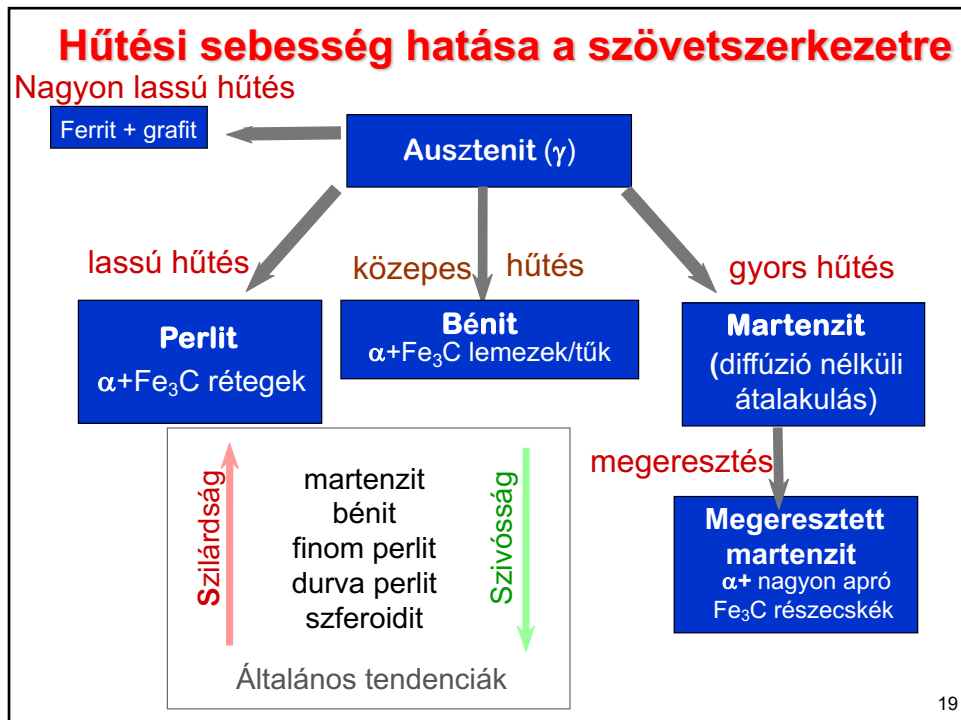 Hűtési sebesség hatása a szövetszerkezetre
Nagyon lassú hűtés
Ferrit + grafit
Ausztenit (γ)
lassú hűtés
közepes hűtés
gyors hűtés
Perlit
α+Fe₃C rétegek
Bénit
α+Fe₃C lemezek/tűk
Martenzit
(diffúzió nélküli
átalakulás)
megeresztés
Megeresztett
martenzit
α+ nagyon apró
Fe₃C részecskék
Szilárdság
martenzit
bénit
finom perlit
durva perlit
szferoidit
Szivósság
Általános tendenciák
19